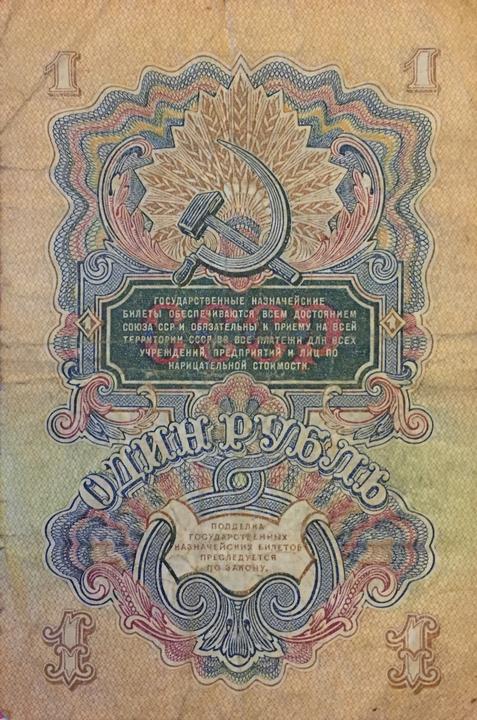 1 1
ГОСУДАРСТВЕННЫЕ НАЗНАЧЕЙСКИЕ
БИЛЕТЫ ОБЕСПЕЧИВАЮТСЯ ВСЕМ ДОСТОЯНИЕМ
СОЮЗА ССР И ОБЯЗАТЕЛЬНЫ К ПРИЕМУ НА ВСЕЙ
ТЕРРИТОРИИ СССР ВО ВСЕ ПЛАТЕЖИ ДЛЯ ВСЕХ
УЧРЕЖДЕНИЙ, ПРЕДПРИЯТИЙ И ЛИЦ ПО
НАРИЦАТЕЛЬНОЙ СТОИМОСТИ.
1 1
ОДИН РУБЛЬ
ПОДДЕЛКА
ГОСУДАРСТВЕННЫХ
НАЗНАЧЕЙСКИХ БИЛЕТОВ
ПРЕСЛЕДУЕТСЯ
ПО ЗАКОНУ.
1 1